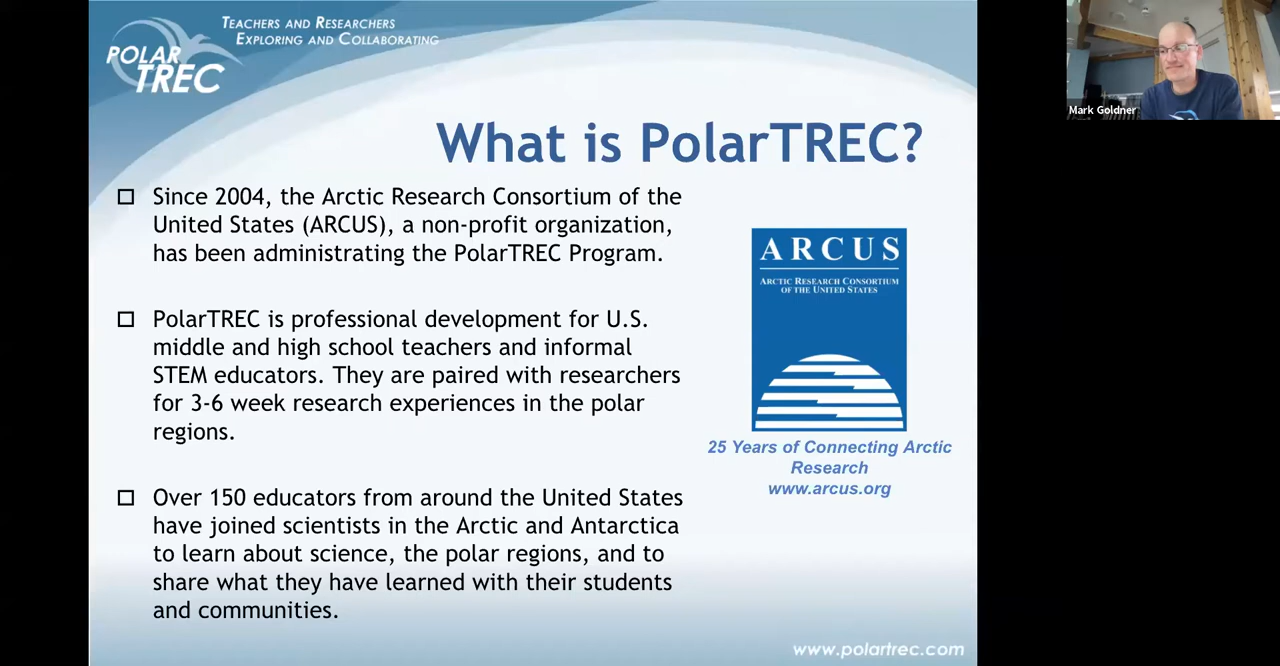 TEACHERS AND RESEARCHERS
EXPLORING AND COLLABORATING
POLAR
TREC
Mark Goldner
What is PolarTREC?
Since 2004, the Arctic Research Consortium of the
United States (ARCUS), a non-profit organization,
has been administrating the PolarTREC Program.
PolarTREC is professional development for U.S.
middle and high school teachers and informal
STEM educators. They are paired with researchers
for 3-6 week research experiences in the polar
regions.
Over 150 educators from around the United States
have joined scientists in the Arctic and Antarctica
to learn about science, the polar regions, and to
share what they have learned with their students
and communities.
ARCUS
ARCTIC RESEARCH CONSORTIUM
OF THE UNITED STATES
25 Years of Connecting Arctic
Research
www.arcus.org
www.polartrec.com